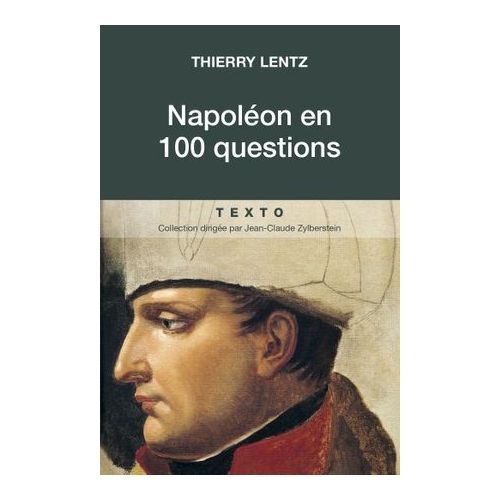 THIERRY LENTZ
Napoléon en
100 questions
TEXTO
Collection dirigée par Jean-Claude Zylberstein